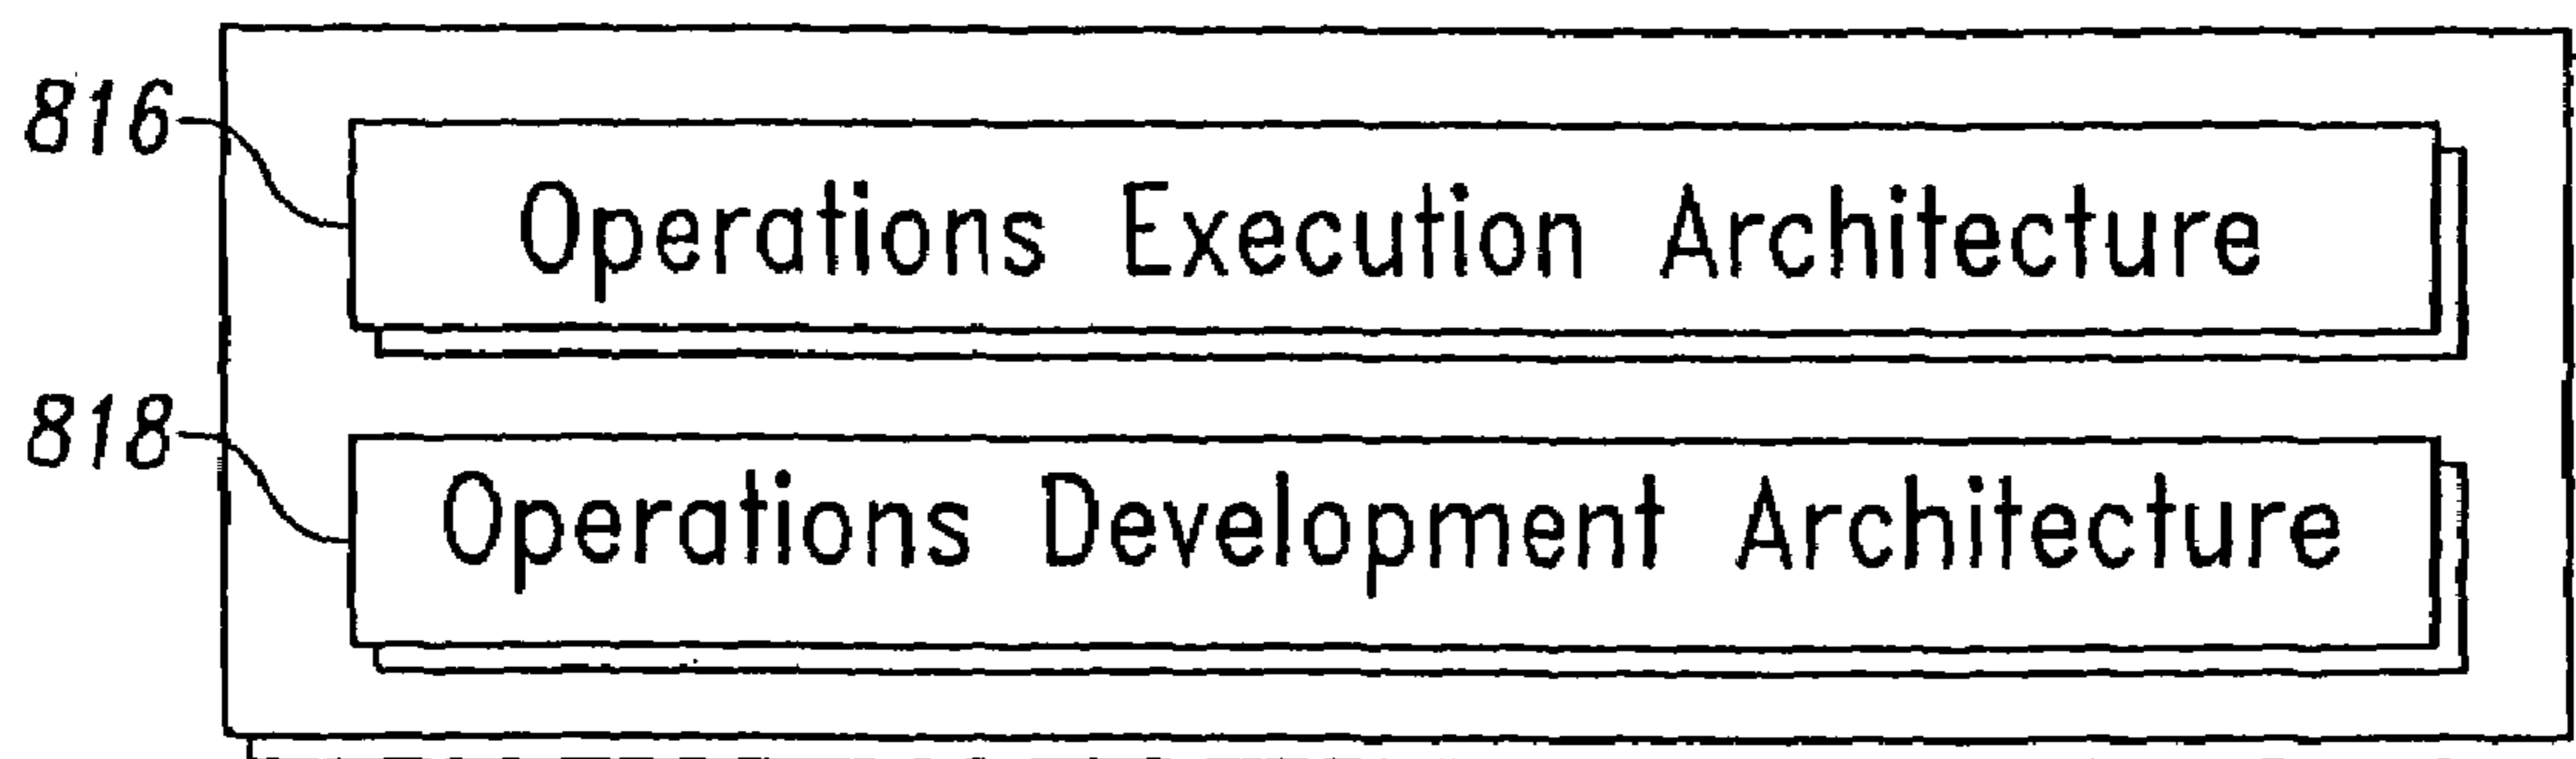 816
Operations Execution Architecture
818
Operations Development Architecture